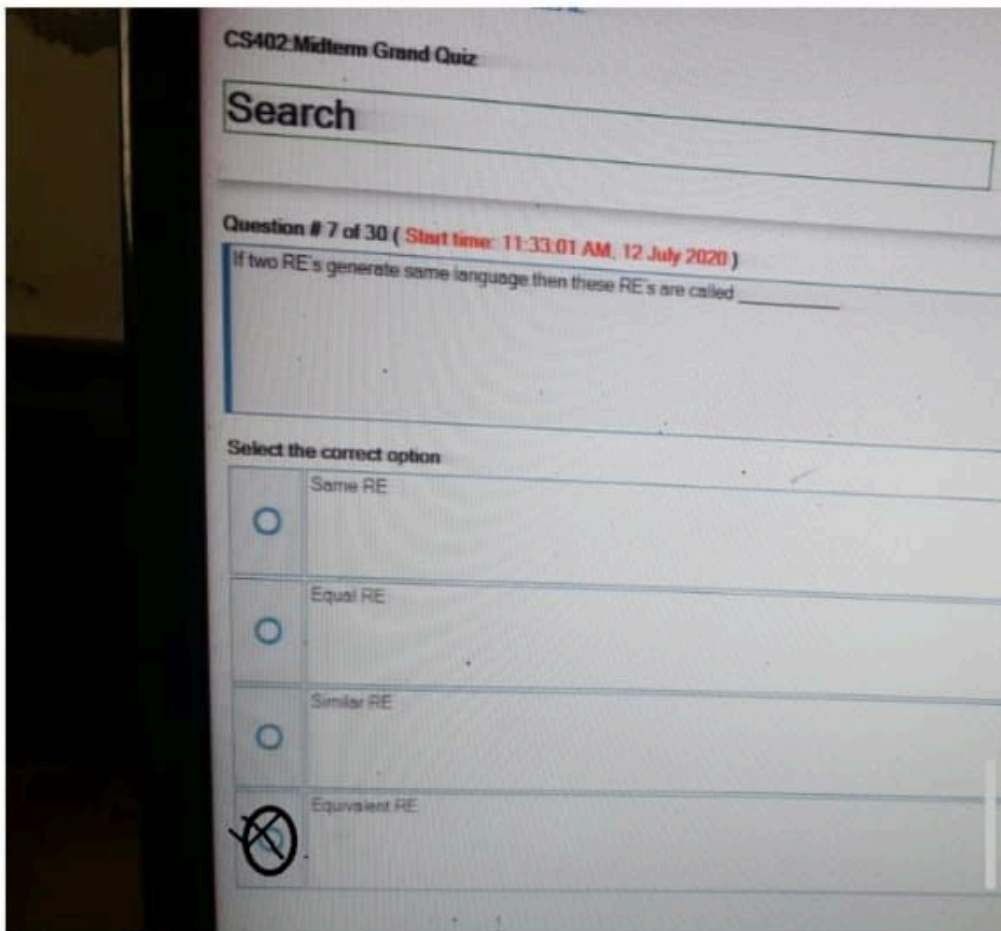 CS402:Midterm Grand Quiz
Search
Question # 7 of 30 ( Start time: 11:33:01 AM, 12 July 2020 )
If two RE's generate same language then these RE's are called __________
Select the correct option
Same RE
Equal RE
Similar RE
Equivalent RE